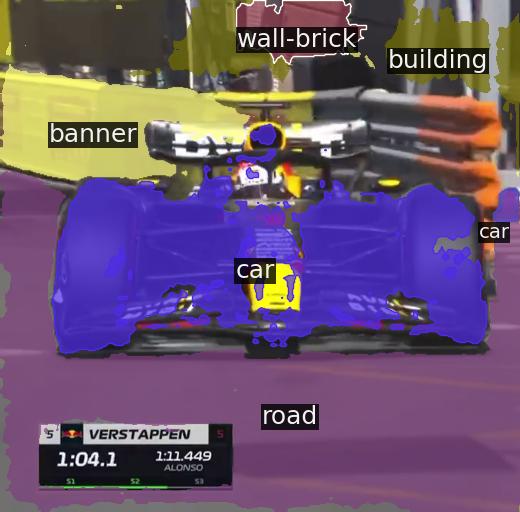 wall-brick
building
banner
car
car
road
5 VERSTAPPEN 5
1:04.1 1:11.449
ALONSO
S1 S2 S3